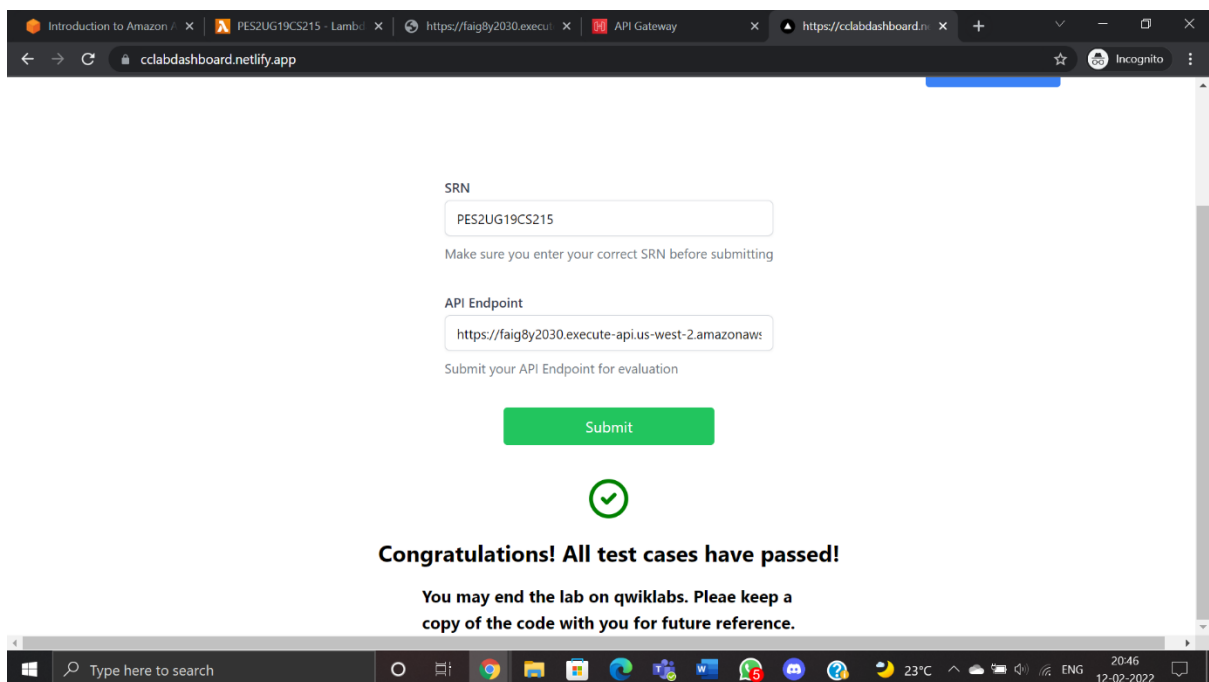 Introduction to Amazon A
PES2UG19CS215 - Lambd
https://faig8y2030.execut
API Gateway
https://cclabdashboard.ne
cclabdashboard.netlify.app
Incognito
SRN
PES2UG19CS215
Make sure you enter your correct SRN before submitting
API Endpoint
https://faig8y2030.execute-api.us-west-2.amazonaws
Submit your API Endpoint for evaluation
Submit
Congratulations! All test cases have passed!
You may end the lab on qwiklabs. Pleae keep a
copy of the code with you for future reference.
Type here to search
23°C
ENG
20:46
12-02-2022